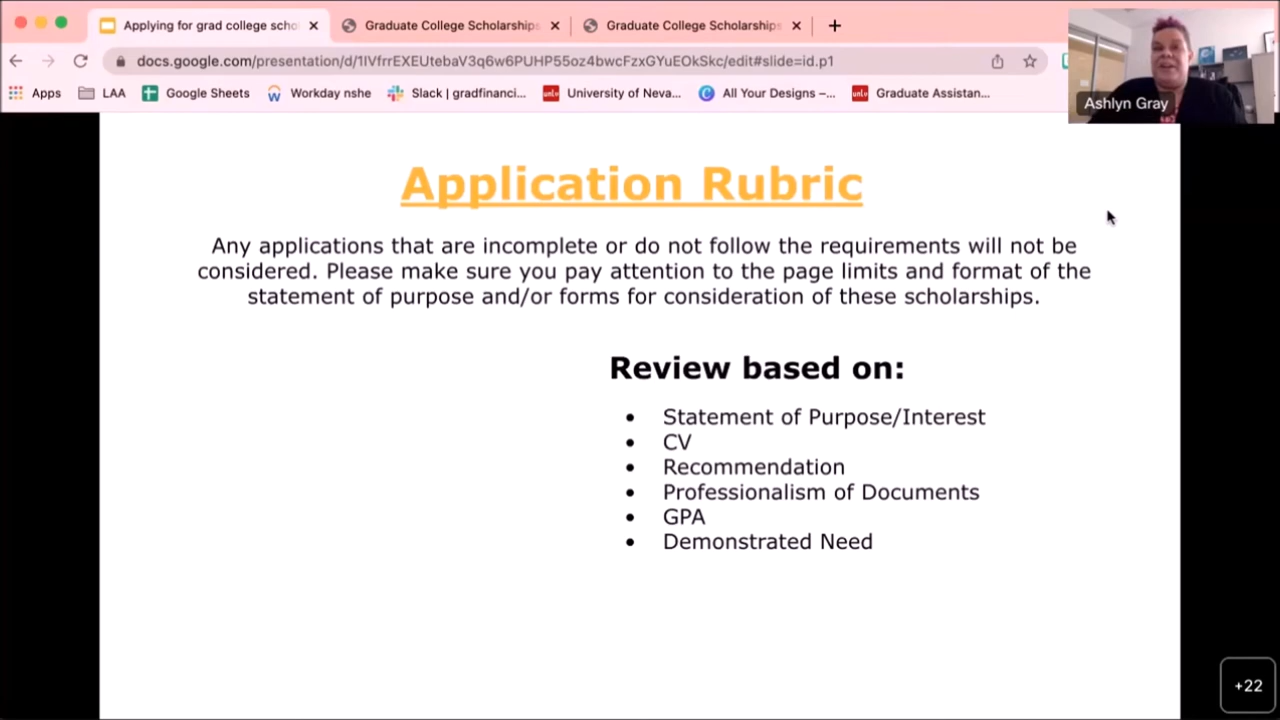 Applying for grad college scho
Graduate College Scholarships
Graduate College Scholarships
docs.google.com/presentation/d/1lVfrrEXEUtebaV3q6w6PUHP55oz4bwcFzxGYuEOkSkc/edit#slide=id.p1
Apps
LAA
Google Sheets
Workday nshe
Slack | gradfinanci...
University of Neva...
All Your Designs –...
Graduate Assistan...
Ashlyn Gray
Application Rubric
Any applications that are incomplete or do not follow the requirements will not be
considered. Please make sure you pay attention to the page limits and format of the
statement of purpose and/or forms for consideration of these scholarships.
Review based on:
• Statement of Purpose/Interest
• CV
• Recommendation
• Professionalism of Documents
• GPA
• Demonstrated Need
+22